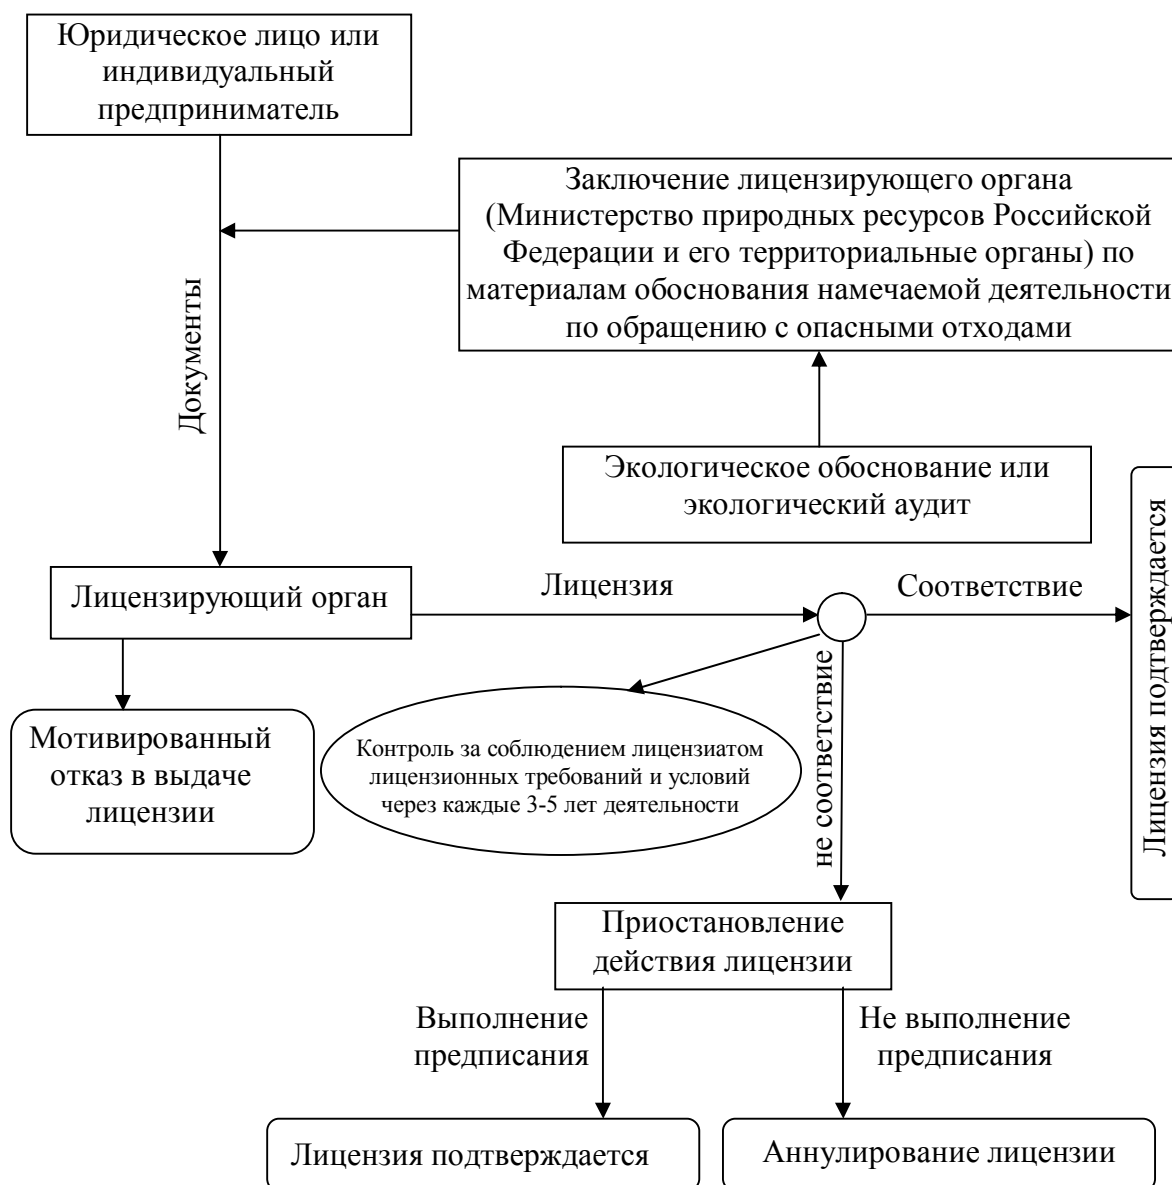 Юридическое лицо или
индивидуальный
предприниматель
Заключение лицензирующего органа
(Министерство природных ресурсов Российской
Федерации и его территориальные органы) по
материалам обоснования намечаемой деятельности
по обращению с опасными отходами
Документы
Экологическое обоснование или
экологический аудит
Лицензирующий орган
Лицензия
Соответствие
Лицензия подтверждается
Мотивированный
отказ в выдаче
лицензии
Контроль за соблюдением лицензиатом
лицензионных требований и условий
через каждые 3-5 лет деятельности
не соответствие
Приостановление
действия лицензии
Выполнение
предписания
Не выполнение
предписания
Лицензия подтверждается
Аннулирование лицензии